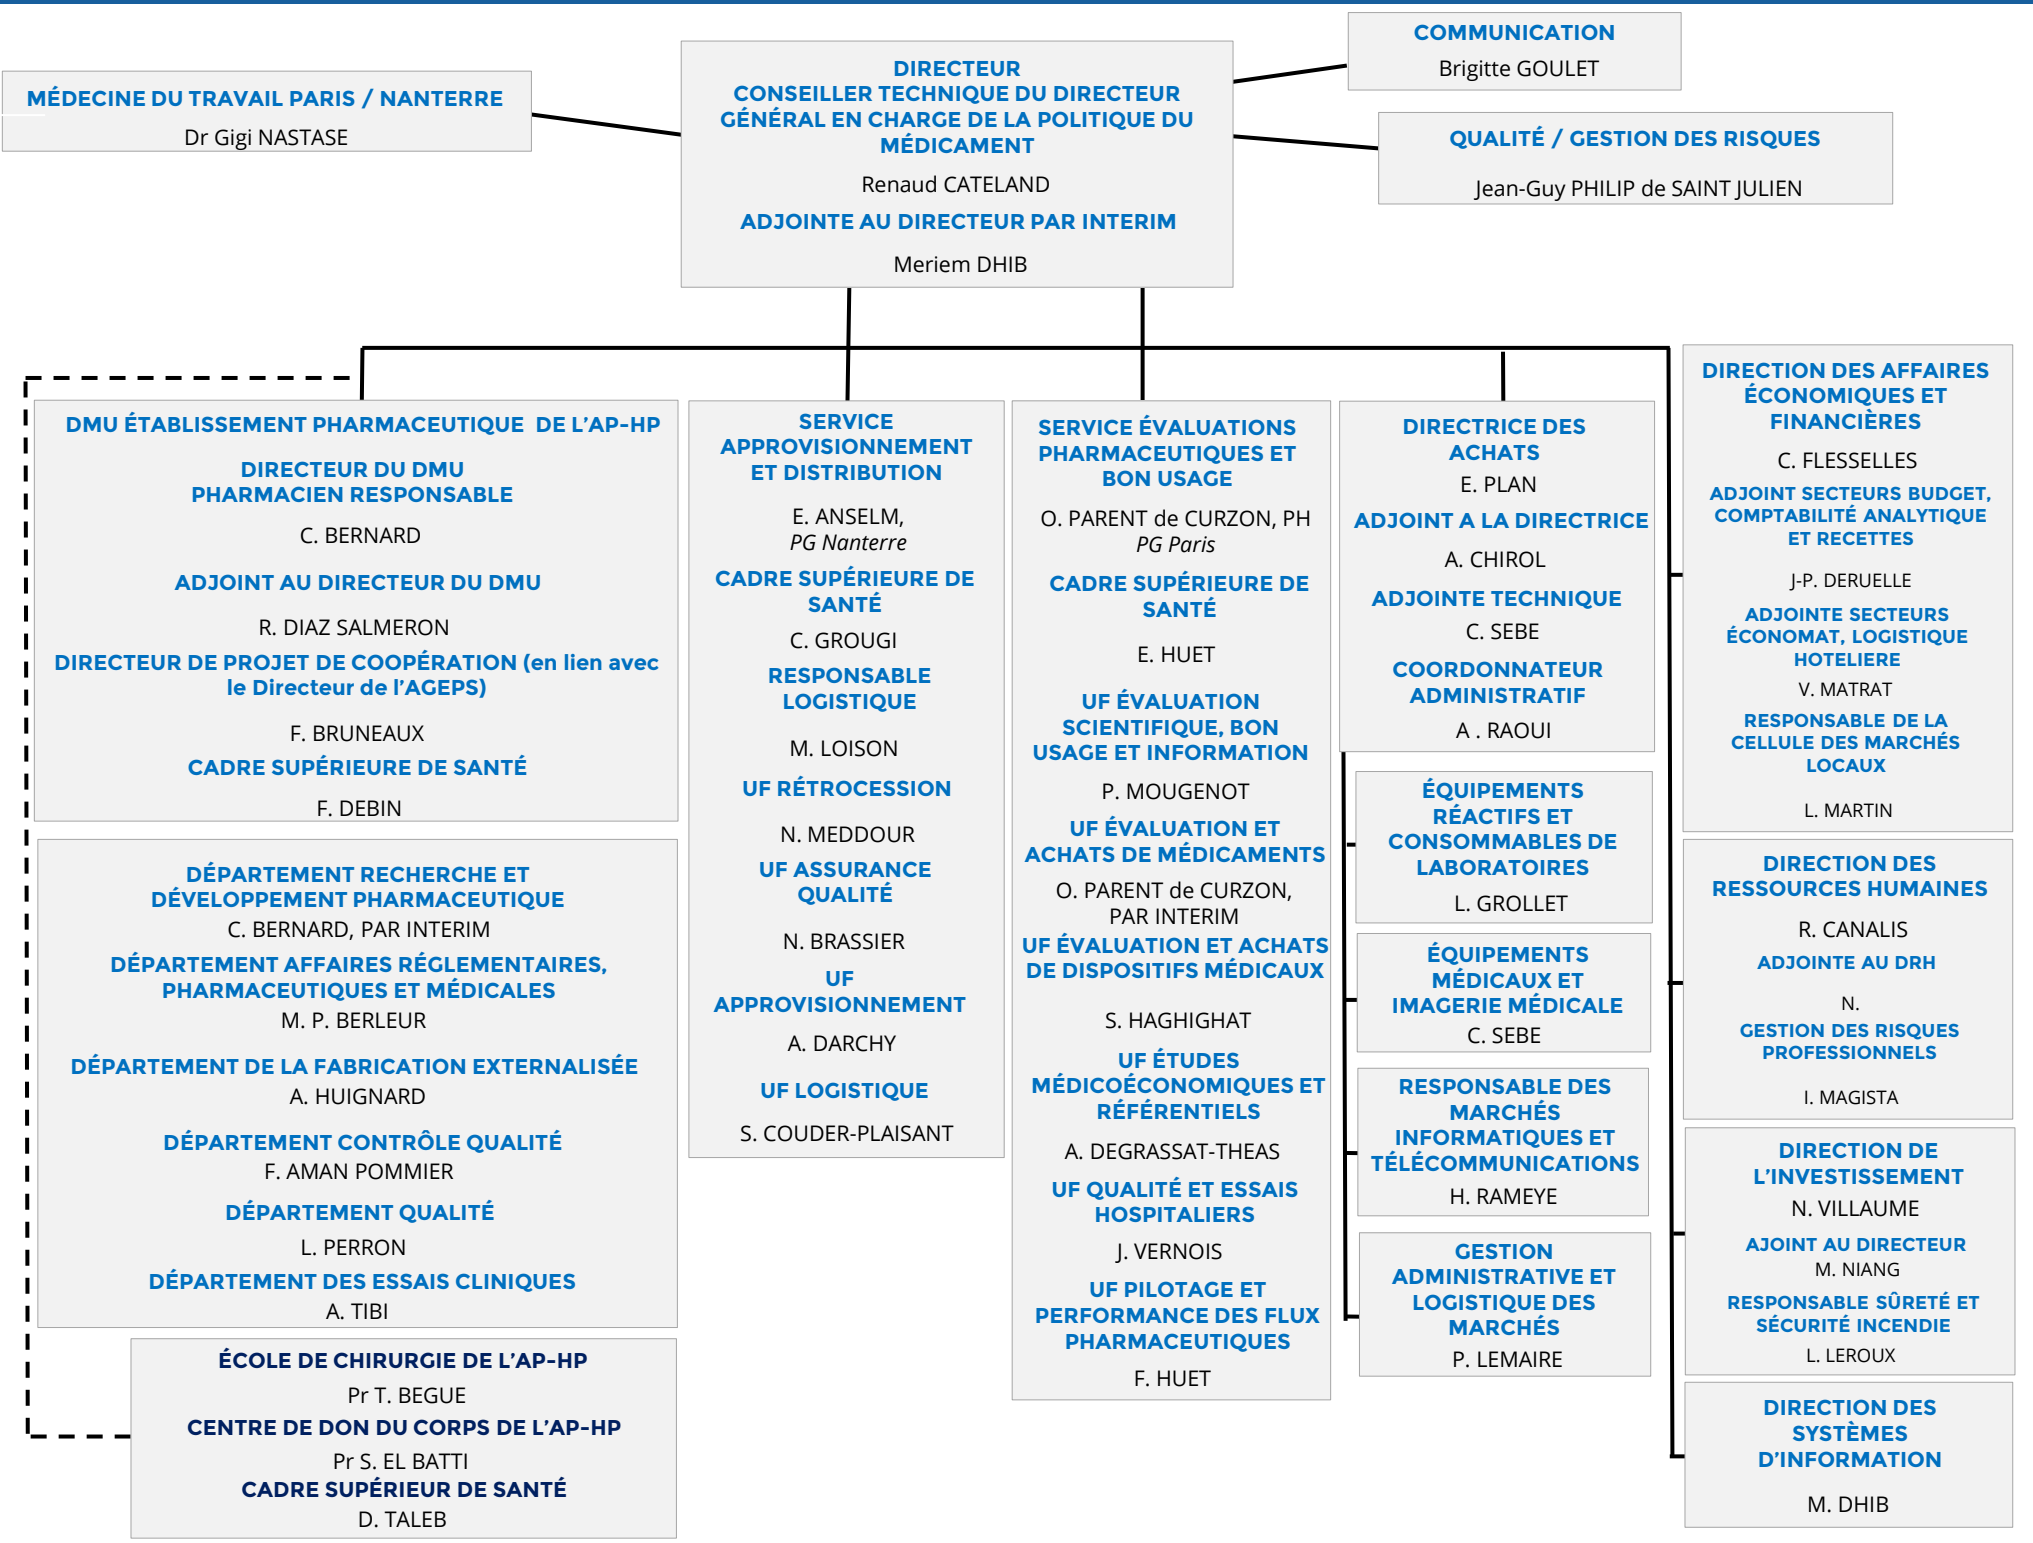 MÉDECINE DU TRAVAIL PARIS / NANTERRE
Dr Gigi NASTASE
DIRECTEUR
CONSEILLER TECHNIQUE DU DIRECTEUR
GÉNÉRAL EN CHARGE DE LA POLITIQUE DU
MÉDICAMENT
Renaud CATELAND
ADJOINTE AU DIRECTEUR PAR INTERIM
Meriem DHIB
COMMUNICATION
Brigitte GOULET
QUALITÉ / GESTION DES RISQUES
Jean-Guy PHILIP de SAINT JULIEN
DMU ÉTABLISSEMENT PHARMACEUTIQUE DE L'AP-HP
DIRECTEUR DU DMU
PHARMACIEN RESPONSABLE
C. BERNARD
ADJOINT AU DIRECTEUR DU DMU
R. DIAZ SALMERON
DIRECTEUR DE PROJET DE COOPÉRATION (en lien avec
le Directeur de l'AGEPS)
F. BRUNEAUX
CADRE SUPÉRIEURE DE SANTÉ
F. DEBIN
DÉPARTEMENT RECHERCHE ET
DÉVELOPPEMENT PHARMACEUTIQUE
C. BERNARD, PAR INTERIM
DÉPARTEMENT AFFAIRES RÉGLEMENTAIRES,
PHARMACEUTIQUES ET MÉDICALES
M. P. BERLEUR
DÉPARTEMENT DE LA FABRICATION EXTERNALISÉE
A. HUIGNARD
DÉPARTEMENT CONTRÔLE QUALITÉ
F. AMAN POMMIER
DÉPARTEMENT QUALITÉ
L. PERRON
DÉPARTEMENT DES ESSAIS CLINIQUES
A. TIBI
ÉCOLE DE CHIRURGIE DE L'AP-HP
Pr T. BEGUE
CENTRE DE DON DU CORPS DE L'AP-HP
Pr S. EL BATTI
CADRE SUPÉRIEUR DE SANTÉ
D. TALEB
SERVICE
APPROVISIONNEMENT
ET DISTRIBUTION
E. ANSELM,
PG Nanterre
CADRE SUPÉRIEURE DE
SANTÉ
C. GROUGI
RESPONSABLE
LOGISTIQUE
M. LOISON
UF RÉTROCESSION
N. MEDDOUR
UF ASSURANCE
QUALITÉ
N. BRASSIER
UF
APPROVISIONNEMENT
A. DARCHY
UF LOGISTIQUE
S. COUDER-PLAISANT
SERVICE ÉVALUATIONS
PHARMACEUTIQUES ET
BON USAGE
O. PARENT de CURZON, PH
PG Paris
CADRE SUPÉRIEURE DE
SANTÉ
E. HUET
UF ÉVALUATION
SCIENTIFIQUE, BON
USAGE ET INFORMATION
P. MOUGENOT
UF ÉVALUATION ET
ACHATS DE MÉDICAMENTS
O. PARENT de CURZON,
PAR INTERIM
UF ÉVALUATION ET ACHATS
DE DISPOSITIFS MÉDICAUX
S. HAGHIGHAT
UF ÉTUDES
MÉDICOÉCONOMIQUES ET
RÉFÉRENTIELS
A. DEGRASSAT-THEAS
UF QUALITÉ ET ESSAIS
HOSPITALIERS
J. VERNOIS
UF PILOTAGE ET
PERFORMANCE DES FLUX
PHARMACEUTIQUES
F. HUET
DIRECTRICE DES
ACHATS
E. PLAN
ADJOINT A LA DIRECTRICE
A. CHIROL
ADJOINTE TECHNIQUE
C. SEBE
COORDONNATEUR
ADMINISTRATIF
A . RAOUI
ÉQUIPEMENTS
RÉACTIFS ET
CONSOMMABLES DE
LABORATOIRES
L. GROLLET
ÉQUIPEMENTS
MÉDICAUX ET
IMAGERIE MÉDICALE
C. SEBE
RESPONSABLE DES
MARCHÉS
INFORMATIQUES ET
TÉLÉCOMMUNICATIONS
H. RAMEYE
GESTION
ADMINISTRATIVE ET
LOGISTIQUE DES
MARCHÉS
P. LEMAIRE
DIRECTION DES AFFAIRES
ÉCONOMIQUES ET
FINANCIÈRES
C. FLESSELLES
ADJOINT SECTEURS BUDGET,
COMPTABILITÉ ANALYTIQUE
ET RECETTES
J-P. DERUELLE
ADJOINTE SECTEURS
ÉCONOMAT, LOGISTIQUE
HOTELIERE
V. MATRAT
RESPONSABLE DE LA
CELLULE DES MARCHÉS
LOCAUX
L. MARTIN
DIRECTION DES
RESSOURCES HUMAINES
R. CANALIS
ADJOINTE AU DRH
N.
GESTION DES RISQUES
PROFESSIONNELS
I. MAGISTA
DIRECTION DE
L'INVESTISSEMENT
N. VILLAUME
AJOINT AU DIRECTEUR
M. NIANG
RESPONSABLE SÛRETÉ ET
SÉCURITÉ INCENDIE
L. LEROUX
DIRECTION DES
SYSTÈMES
D'INFORMATION
M. DHIB